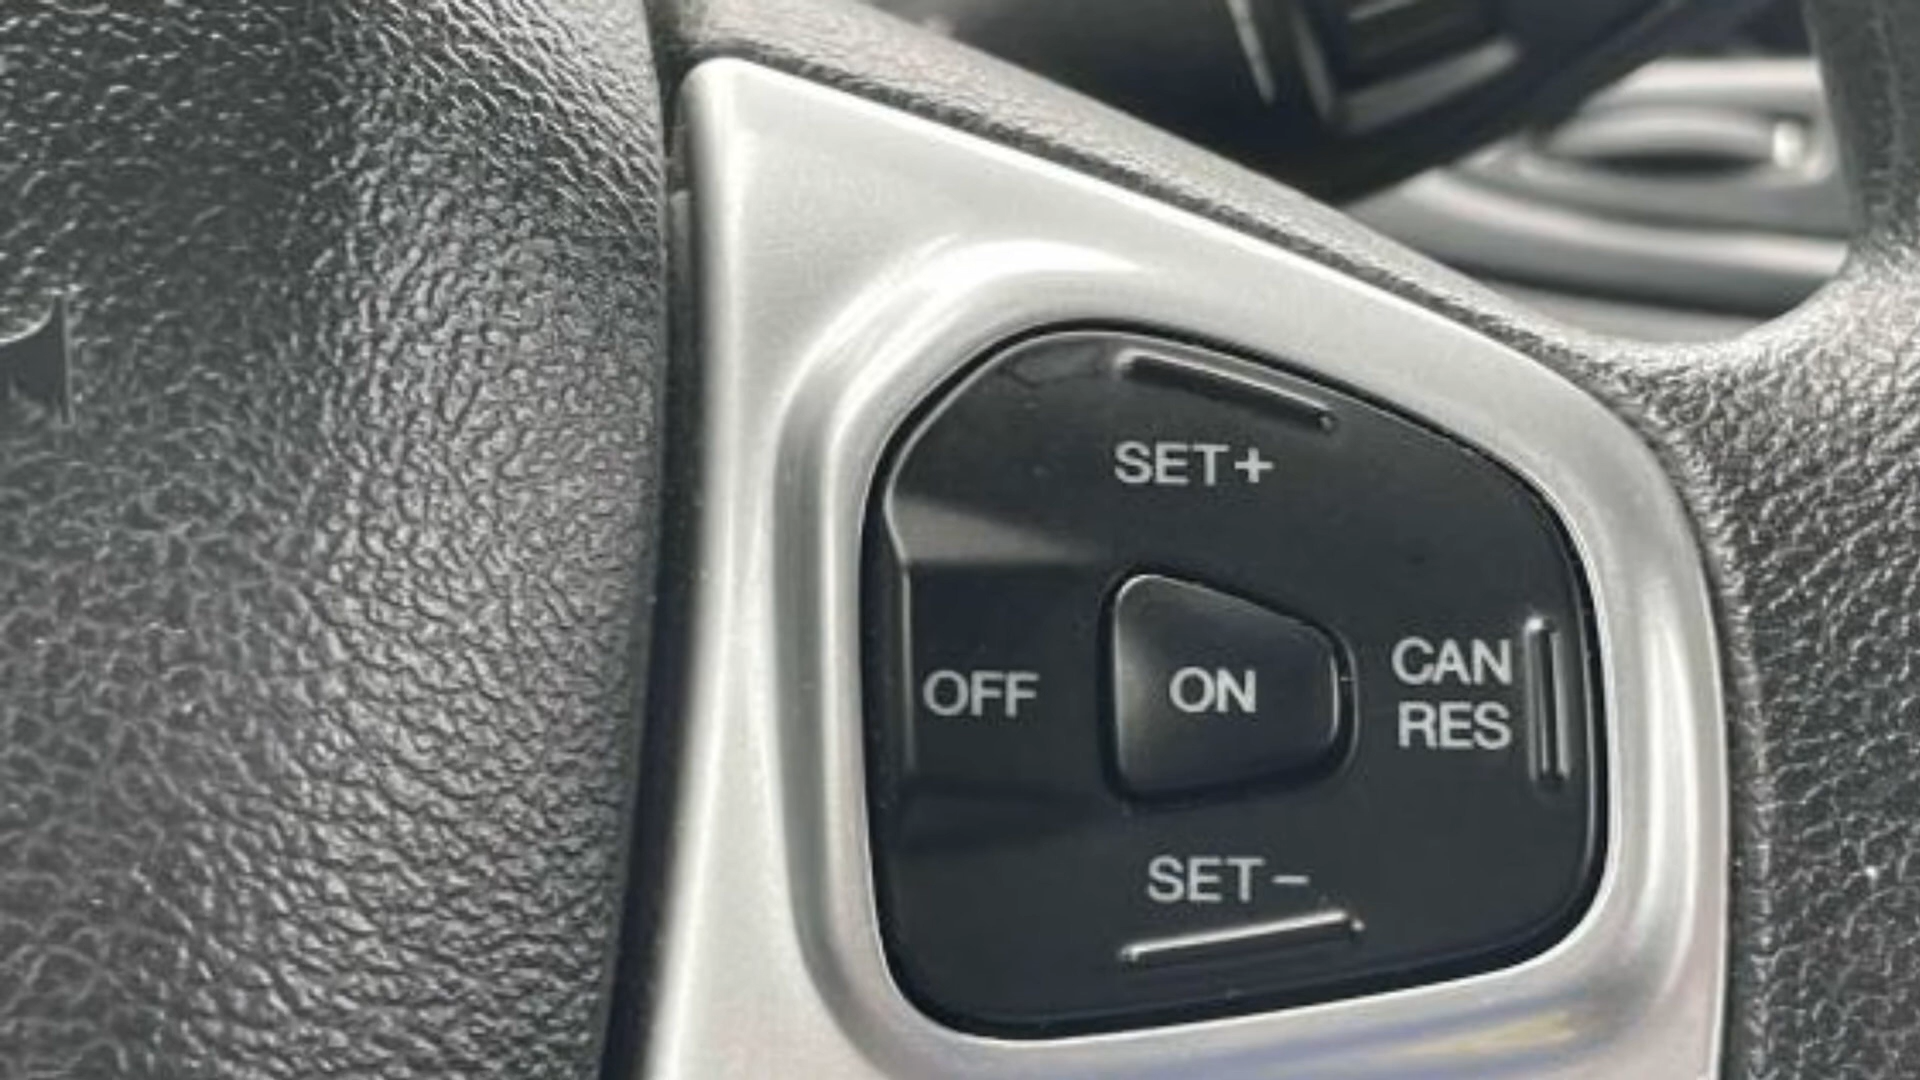 SET+
OFF
ON
CAN
RES
SET-